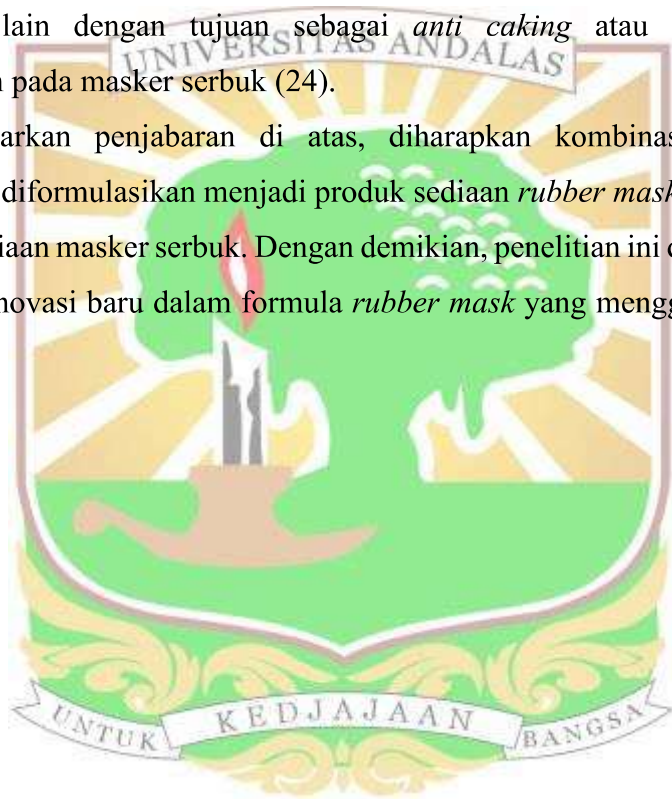 lain dengan tujuan sebagai anti caking atau
UNIVERSITAS ANDALAS
pada masker serbuk (24).
penjabaran di atas, diharapkan kombinas
diformulasikan menjadi produk sediaan rubber mask
iaan masker serbuk. Dengan demikian, penelitian ini
novasi baru dalam formula rubber mask yang mengg
UNTUK KEDJAJAAN BANGSA